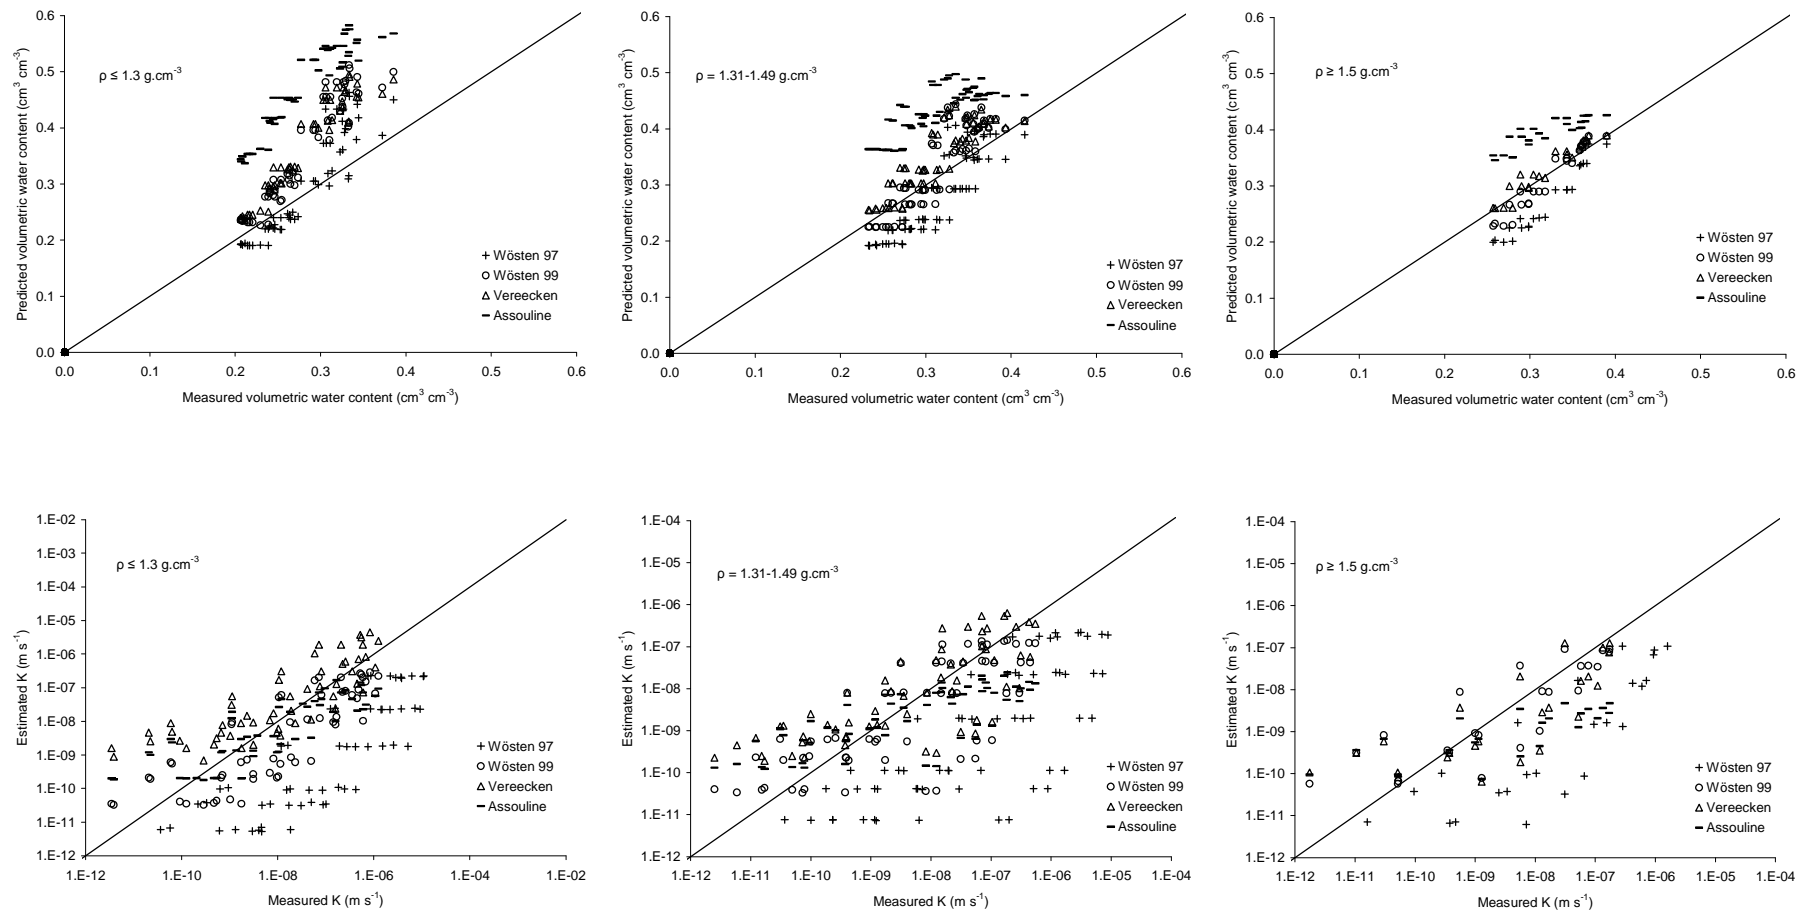 0.6
0.5
0.4
0.3
0.2
0.1
0.0
Predicted volumetric water content (cm³ cm⁻³)
ρ ≤ 1.3 g.cm⁻³
Wösten 97
Wösten 99
Vereecken
Assouline
0.0 0.1 0.2 0.3 0.4 0.5 0.6
Measured volumetric water content (cm³ cm⁻³)
0.6
0.5
0.4
0.3
0.2
0.1
0.0
Predicted volumetric water content (cm³ cm⁻³)
ρ = 1.31-1.49 g.cm⁻³
Wösten 97
Wösten 99
Vereecken
Assouline
0.0 0.1 0.2 0.3 0.4 0.5 0.6
Measured volumetric water content (cm³ cm⁻³)
0.6
0.5
0.4
0.3
0.2
0.1
0.0
Predicted volumetric water content (cm³ cm⁻³)
ρ ≥ 1.5 g.cm⁻³
Wösten 97
Wösten 99
Vereecken
Assouline
0.0 0.1 0.2 0.3 0.4 0.5 0.6
Measured volumetric water content (cm³ cm⁻³)
1.E-02
1.E-03
1.E-04
1.E-05
1.E-06
1.E-07
1.E-08
1.E-09
1.E-10
1.E-11
1.E-12
Estimated K (m s⁻¹)
ρ ≤ 1.3 g.cm⁻³
Wösten 97
Wösten 99
Vereecken
Assouline
1.E-12 1.E-10 1.E-08 1.E-06 1.E-04 1.E-02
Measured K (m s⁻¹)
1.E-04
1.E-05
1.E-06
1.E-07
1.E-08
1.E-09
1.E-10
1.E-11
1.E-12
Estimated K (m s⁻¹)
ρ = 1.31-1.49 g.cm⁻³
Wösten 97
Wösten 99
Vereecken
Assouline
1.E-12 1.E-11 1.E-10 1.E-09 1.E-08 1.E-07 1.E-06 1.E-05 1.E-04
Measured K (m s⁻¹)
1.E-04
1.E-05
1.E-06
1.E-07
1.E-08
1.E-09
1.E-10
1.E-11
1.E-12
Estimated K (m s⁻¹)
ρ ≥ 1.5 g.cm⁻³
Wösten 97
Wösten 99
Vereecken
Assouline
1.E-12 1.E-11 1.E-10 1.E-09 1.E-08 1.E-07 1.E-06 1.E-05 1.E-04
Measured K (m s⁻¹)